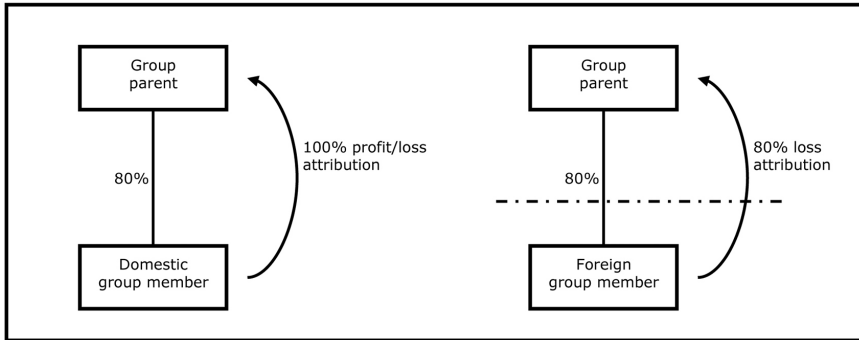 Group
parent
100% profit/loss
attribution
80%
Domestic
group member
Group
parent
80% loss
attribution
80%
Foreign
group member